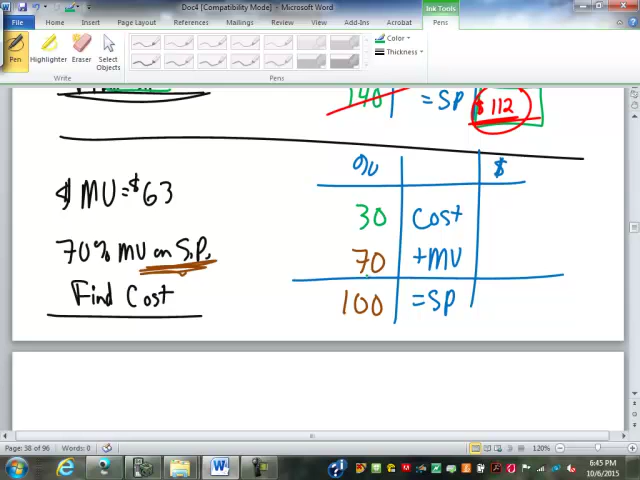 Doc4 [Compatibility Mode] - Microsoft Word
Ink Tools
File Home Insert Page Layout References Mailings Review View Add-Ins Acrobat Pens
Pen Highlighter Eraser Select Objects
Color
Thickness
Write Pens
140 = SP $ 112
% $
MU = $63
30 Cost
70% MU on S.P.
70 + MU
Find Cost
100 = SP
Page: 38 of 96 Words: 0 120%
6:45 PM
10/6/2015